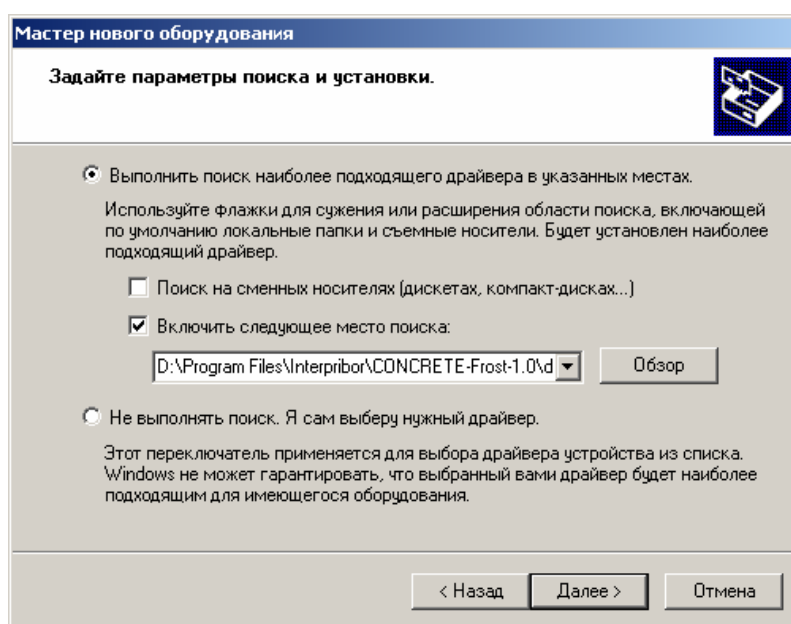 Мастер нового оборудования
Задайте параметры поиска и установки.
Выполнить поиск наиболее подходящего драйвера в указанных местах.
Используйте флажки для сужения или расширения области поиска, включающей
по умолчанию локальные папки и съемные носители. Будет установлен наиболее
подходящий драйвер.
Поиск на сменных носителях (дискетах, компакт-дисках...)
Включить следующее место поиска:
D:\Program Files\Interpribor\CONCRETE-Frost-1.0\d
Обзор
Не выполнять поиск. Я сам выберу нужный драйвер.
Этот переключатель применяется для выбора драйвера устройства из списка.
Windows не может гарантировать, что выбранный вами драйвер будет наиболее
подходящим для имеющегося оборудования.
< Назад
Далее >
Отмена